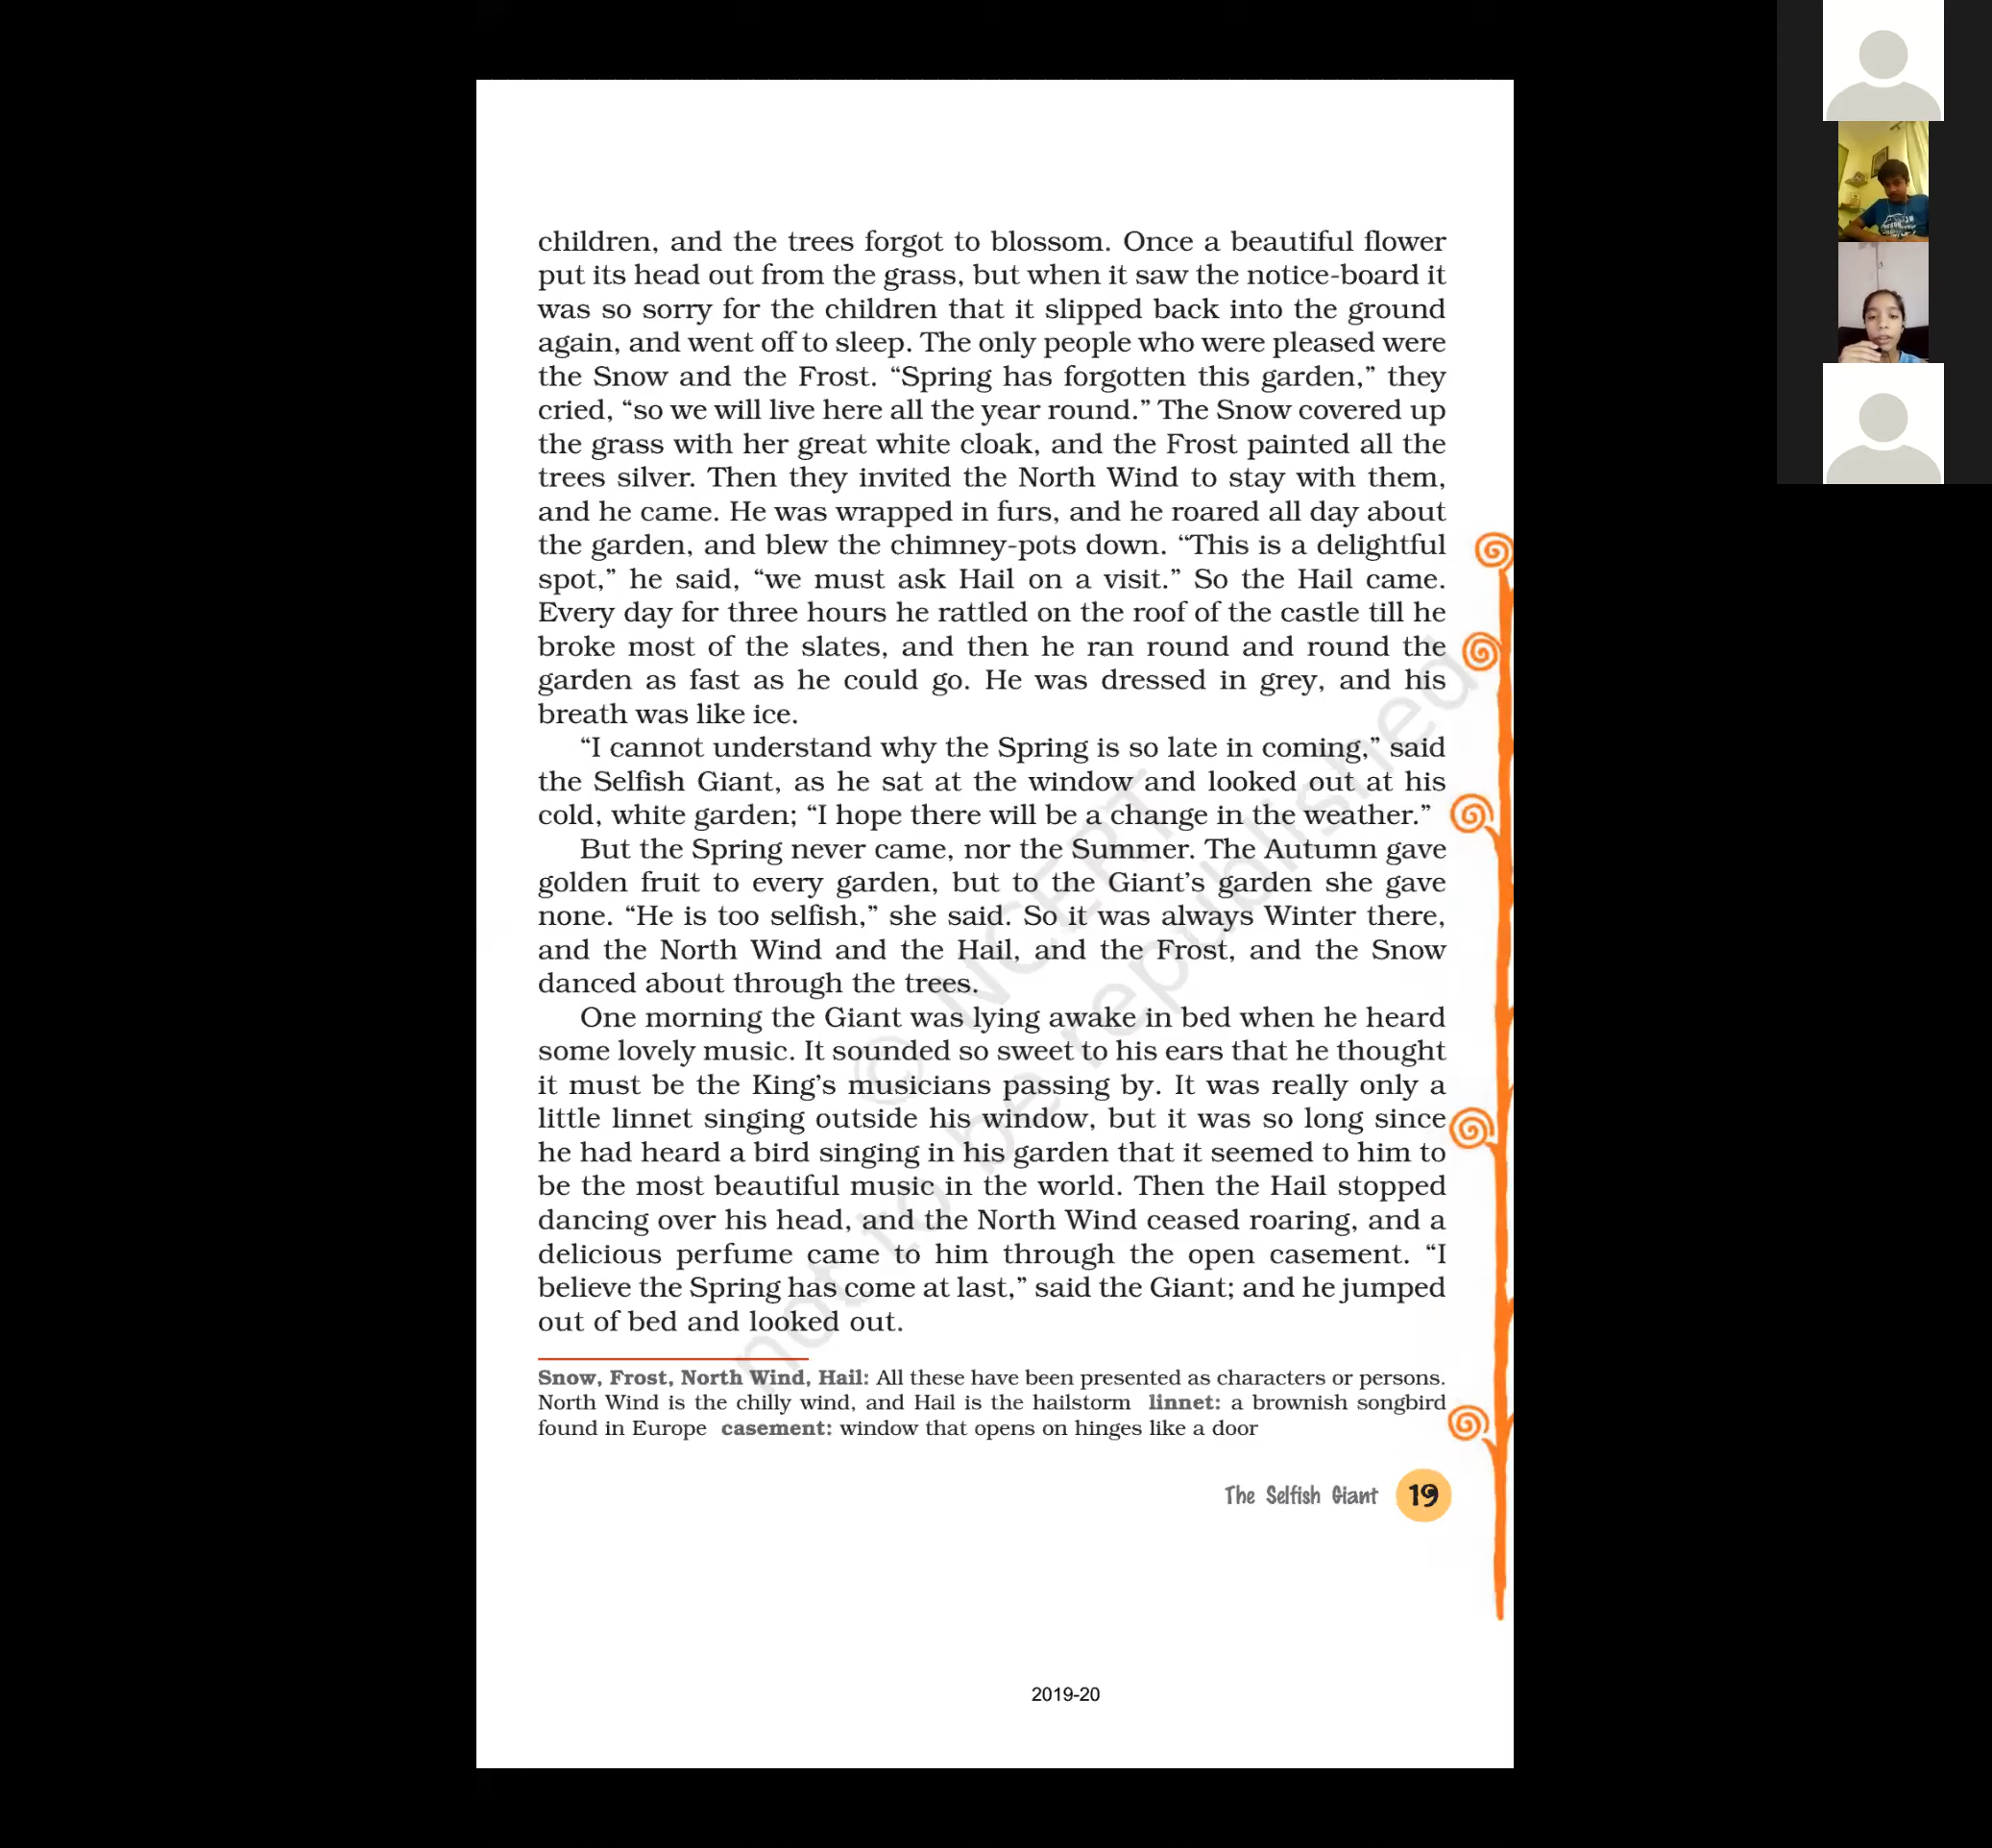 children, and the trees forgot to blossom. Once a beautiful flower
put its head out from the grass, but when it saw the notice-board it
was so sorry for the children that it slipped back into the ground
again, and went off to sleep. The only people who were pleased were
the Snow and the Frost. “Spring has forgotten this garden,” they
cried, “so we will live here all the year round.” The Snow covered up
the grass with her great white cloak, and the Frost painted all the
trees silver. Then they invited the North Wind to stay with them,
and he came. He was wrapped in furs, and he roared all day about
the garden, and blew the chimney-pots down. “This is a delightful
spot,” he said, “we must ask Hail on a visit.” So the Hail came.
Every day for three hours he rattled on the roof of the castle till he
broke most of the slates, and then he ran round and round the
garden as fast as he could go. He was dressed in grey, and his
breath was like ice.
“I cannot understand why the Spring is so late in coming,” said
the Selfish Giant, as he sat at the window and looked out at his
cold, white garden; “I hope there will be a change in the weather.”
But the Spring never came, nor the Summer. The Autumn gave
golden fruit to every garden, but to the Giant’s garden she gave
none. “He is too selfish,” she said. So it was always Winter there,
and the North Wind and the Hail, and the Frost, and the Snow
danced about through the trees.
One morning the Giant was lying awake in bed when he heard
some lovely music. It sounded so sweet to his ears that he thought
it must be the King’s musicians passing by. It was really only a
little linnet singing outside his window, but it was so long since
he had heard a bird singing in his garden that it seemed to him to
be the most beautiful music in the world. Then the Hail stopped
dancing over his head, and the North Wind ceased roaring, and a
delicious perfume came to him through the open casement. “I
believe the Spring has come at last,” said the Giant; and he jumped
out of bed and looked out.
Snow, Frost, North Wind, Hail: All these have been presented as characters or persons.
North Wind is the chilly wind, and Hail is the hailstorm linnet: a brownish songbird
found in Europe casement: window that opens on hinges like a door
The Selfish Giant 19
2019-20
© NCERT
not to be republished